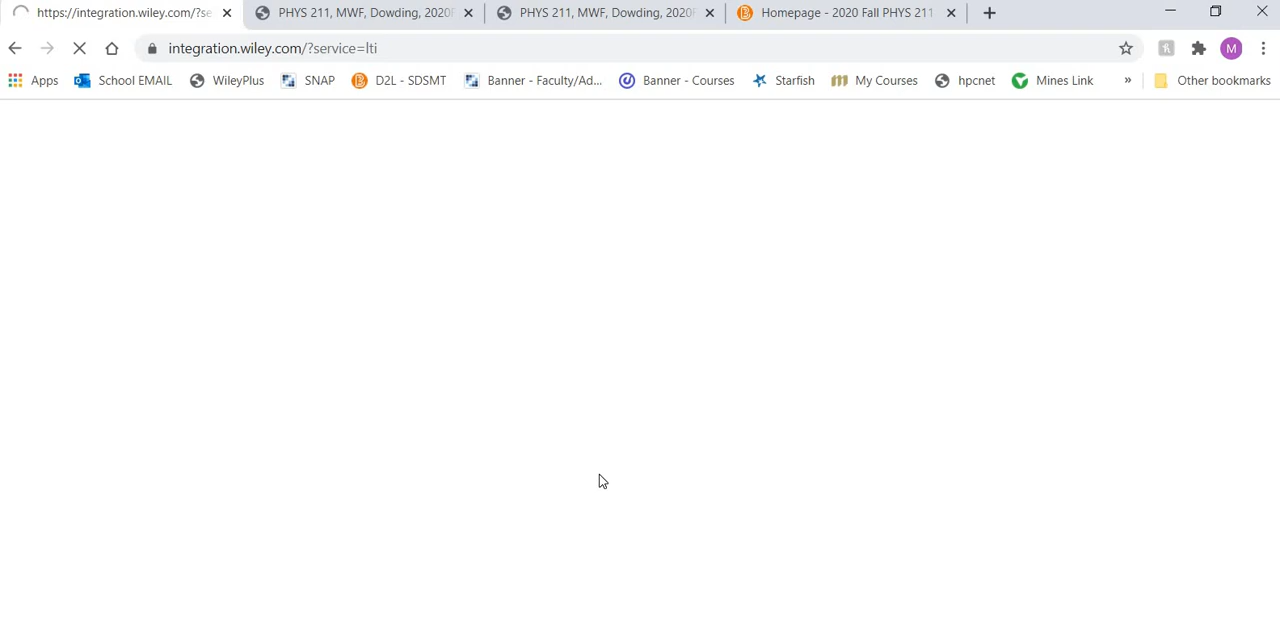 https://integration.wiley.com/?se
PHYS 211, MWF, Dowding, 2020F
PHYS 211, MWF, Dowding, 2020F
Homepage - 2020 Fall PHYS 211
integration.wiley.com/?service=lti
M
Apps
School EMAIL
WileyPlus
SNAP
D2L - SDSMT
Banner - Faculty/Ad...
Banner - Courses
Starfish
My Courses
hpcnet
Mines Link
»
Other bookmarks